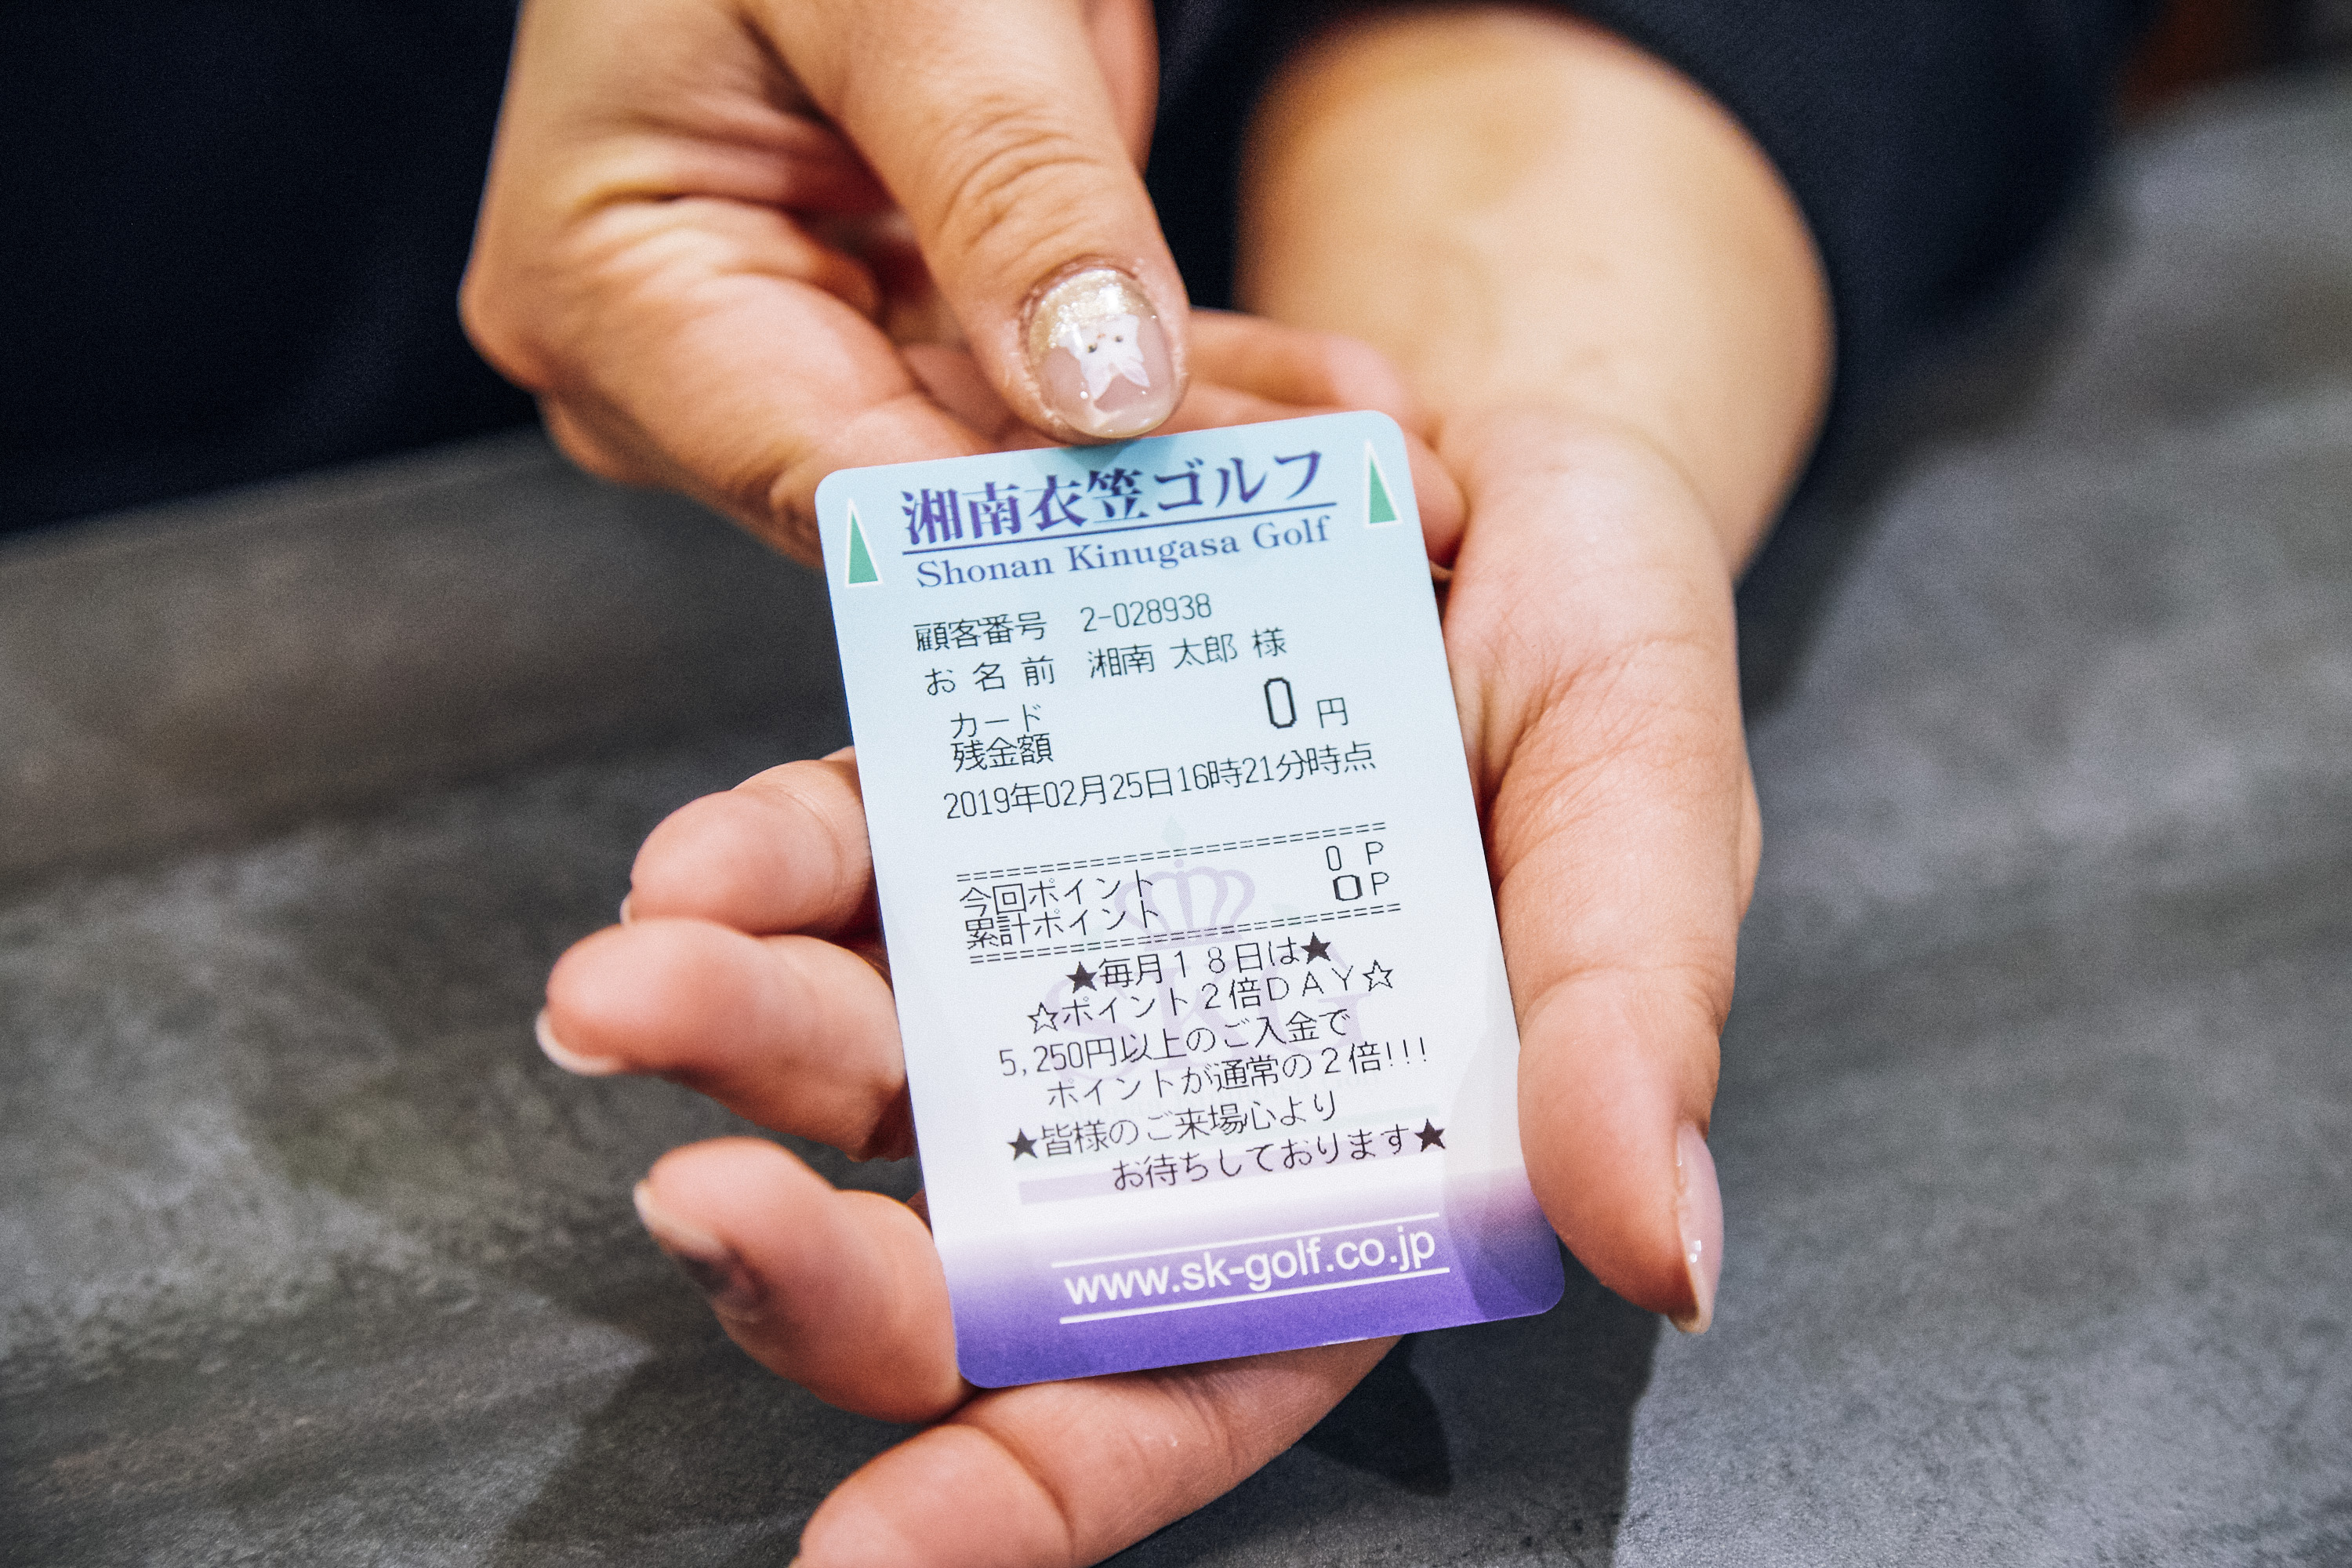 湘南衣笠ゴルフ
Shonan Kinugasa Golf
顧客番号 2-028938
お名前 湘南 太郎 様
カード
残金額 0 円
2019年02月25日16時21分時点
========================
今回ポイント 0 P
累計ポイント 0P
========================
★毎月18日は★
☆ポイント2倍DAY☆
5,250円以上のご入金で
ポイントが通常の2倍!!!
★皆様のご来場心より
お待ちしております★
SKG
www.sk-golf.co.jp